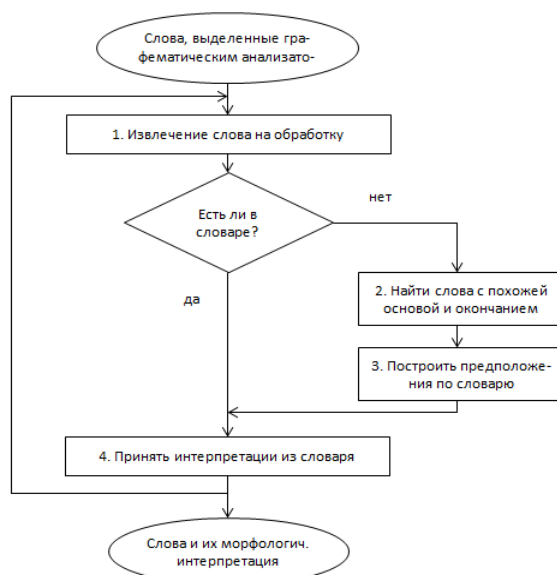 Слова, выделенные гра-
фематическим анализато-
1. Извлечение слова на обработку
Есть ли в
словаре?
нет
да
2. Найти слова с похожей
основой и окончанием
3. Построить предположе-
ния по словарю
4. Принять интерпретации из словаря
Слова и их морфологич.
интерпретация